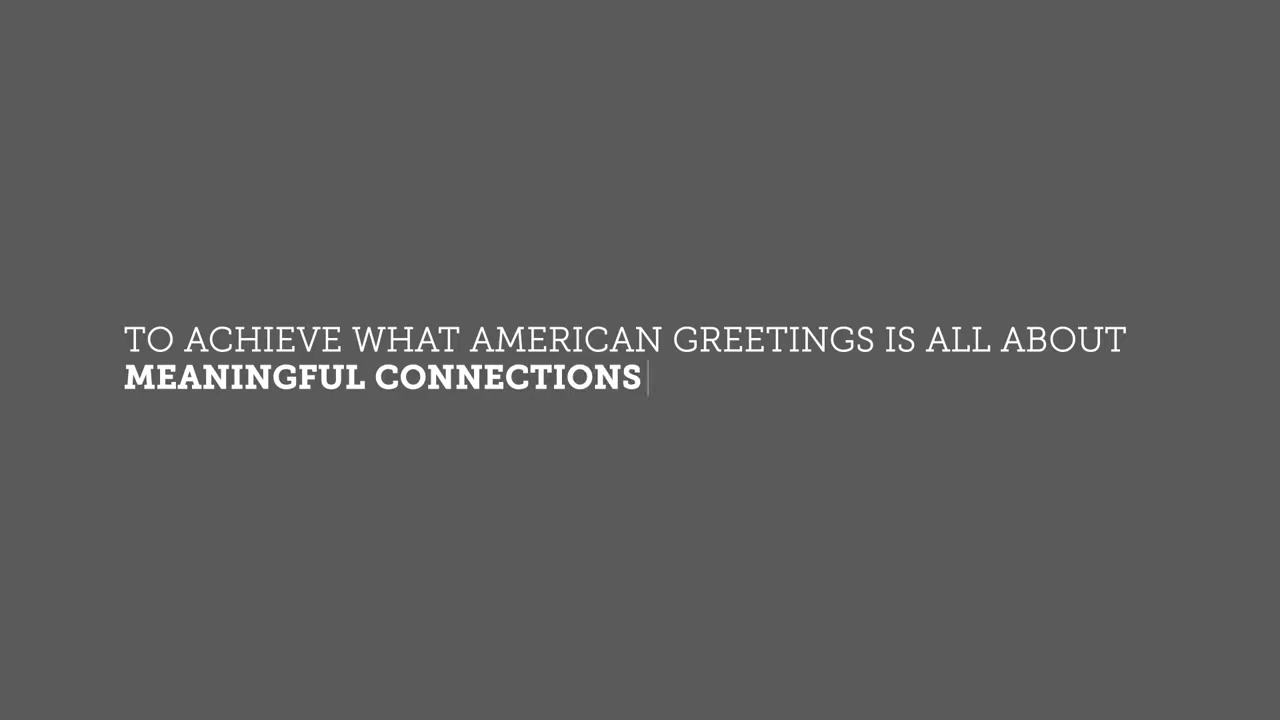 TO ACHIEVE WHAT AMERICAN GREETINGS IS ALL ABOUT
MEANINGFUL CONNECTIONS